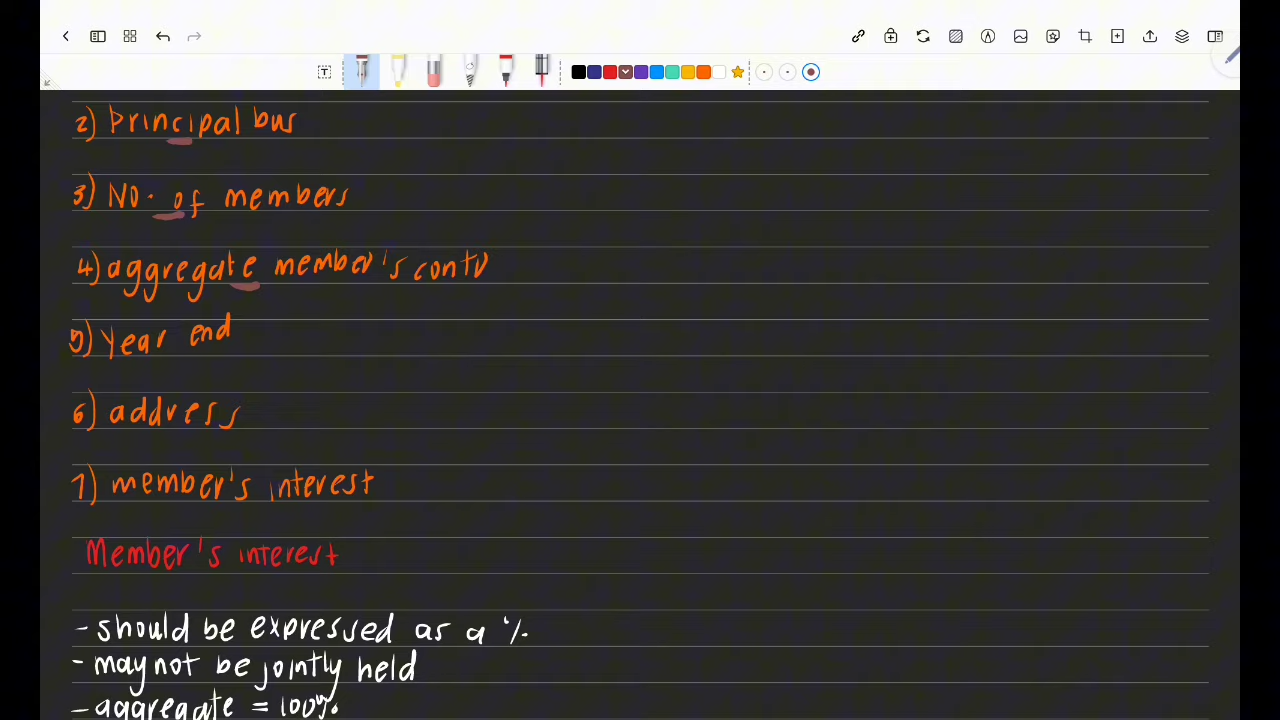 2) Principal bus
3) No. of members
4) aggregate member's contr
5) Year end
6) address
7) member's interest
Member's interest
- should be expressed as a %
- may not be jointly held
- aggregate = 100%